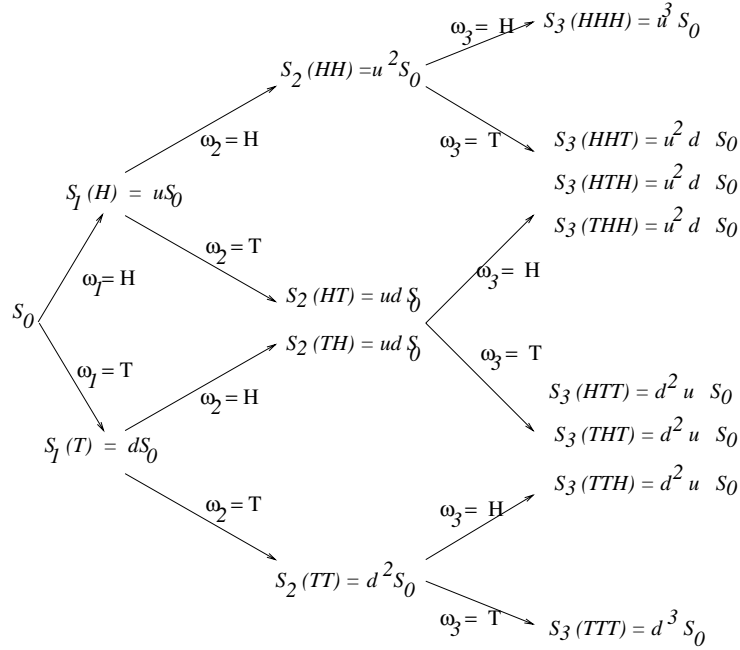 ω₃ = H
S₃ (HHH) = u³ S₀
S₂ (HH) = u² S₀
ω₂ = H
ω₃ = T
S₃ (HHT) = u² d S₀
S₃ (HTH) = u² d S₀
S₃ (THH) = u² d S₀
S₁ (H) = uS₀
ω₂ = T
ω₃ = H
ω₁ = H
S₂ (HT) = ud S₀
S₀
S₂ (TH) = ud S₀
ω₃ = T
ω₁ = T
ω₂ = H
S₃ (HTT) = d² u S₀
S₃ (THT) = d² u S₀
S₃ (TTH) = d² u S₀
S₁ (T) = dS₀
ω₂ = T
ω₃ = H
S₂ (TT) = d² S₀
ω₃ = T
S₃ (TTT) = d³ S₀